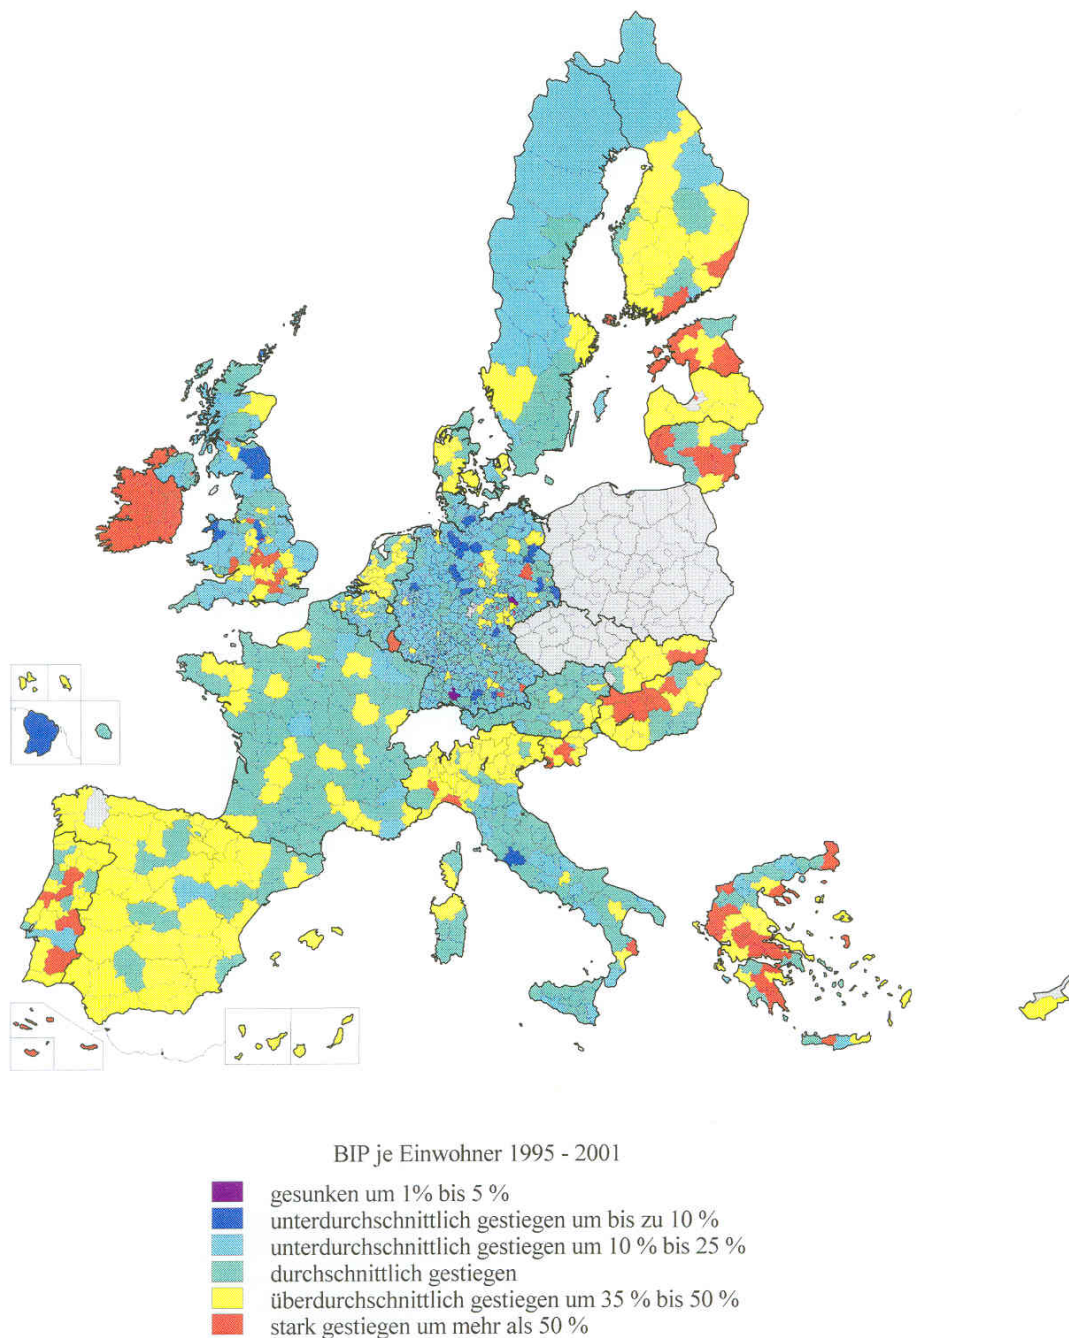 BIP je Einwohner 1995 - 2001
gesunken um 1% bis 5 %
unterdurchschnittlich gestiegen um bis zu 10 %
unterdurchschnittlich gestiegen um 10 % bis 25 %
durchschnittlich gestiegen
überdurchschnittlich gestiegen um 35 % bis 50 %
stark gestiegen um mehr als 50 %